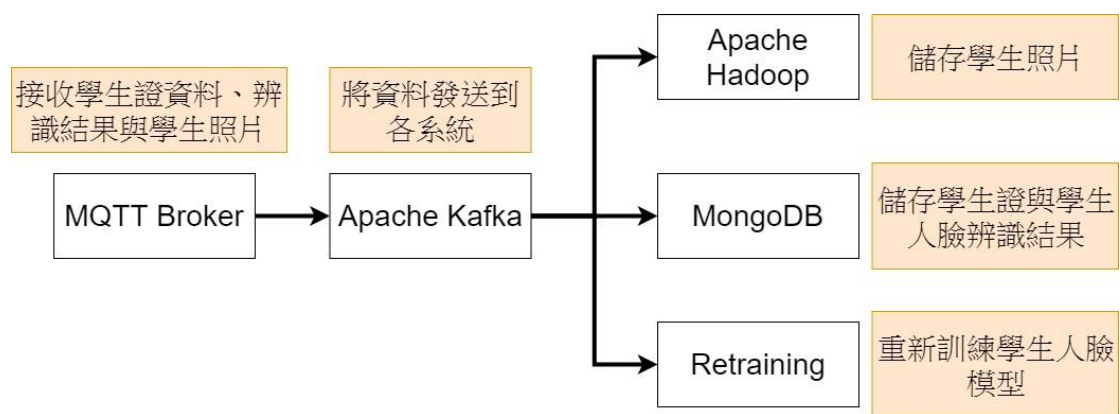 接收學生證資料、辨
識結果與學生照片
MQTT Broker
將資料發送到
各系統
Apache Kafka
Apache
Hadoop
儲存學生照片
MongoDB
儲存學生證與學生
人臉辨識結果
Retraining
重新訓練學生人臉
模型